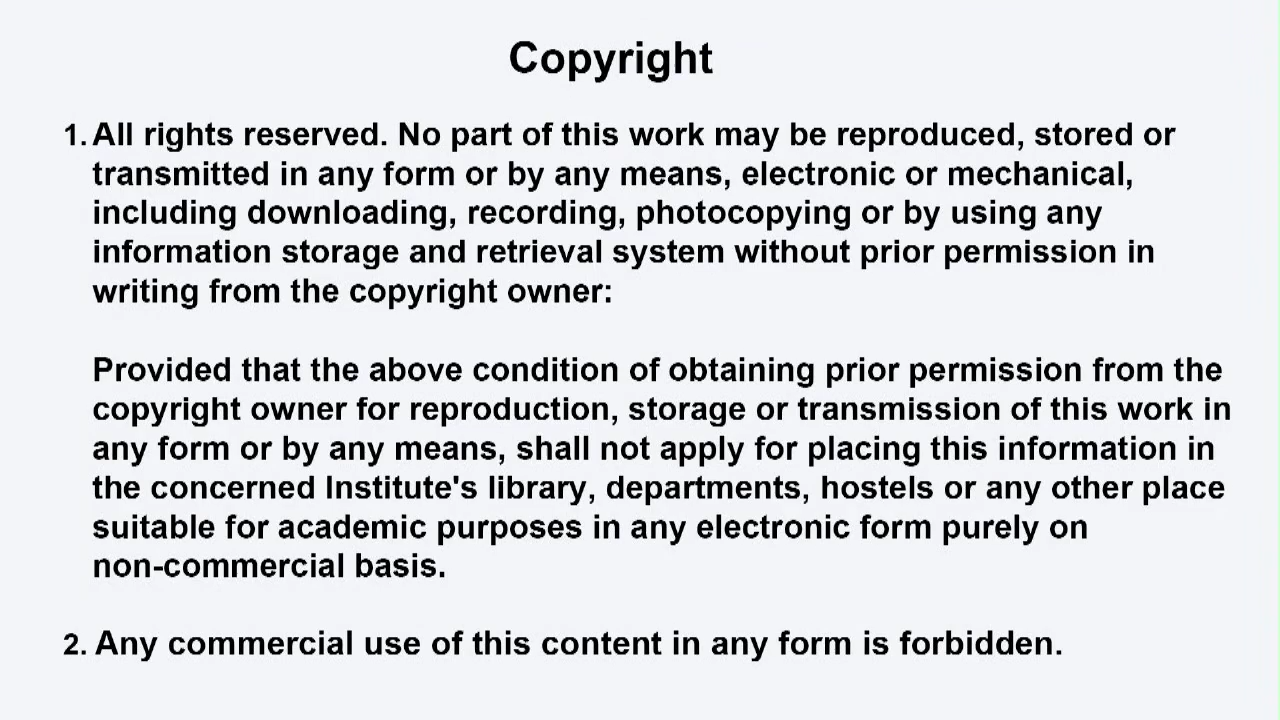 Copyright
1. All rights reserved. No part of this work may be reproduced, stored or
transmitted in any form or by any means, electronic or mechanical,
including downloading, recording, photocopying or by using any
information storage and retrieval system without prior permission in
writing from the copyright owner:
Provided that the above condition of obtaining prior permission from the
copyright owner for reproduction, storage or transmission of this work in
any form or by any means, shall not apply for placing this information in
the concerned Institute's library, departments, hostels or any other place
suitable for academic purposes in any electronic form purely on
non-commercial basis.
2. Any commercial use of this content in any form is forbidden.